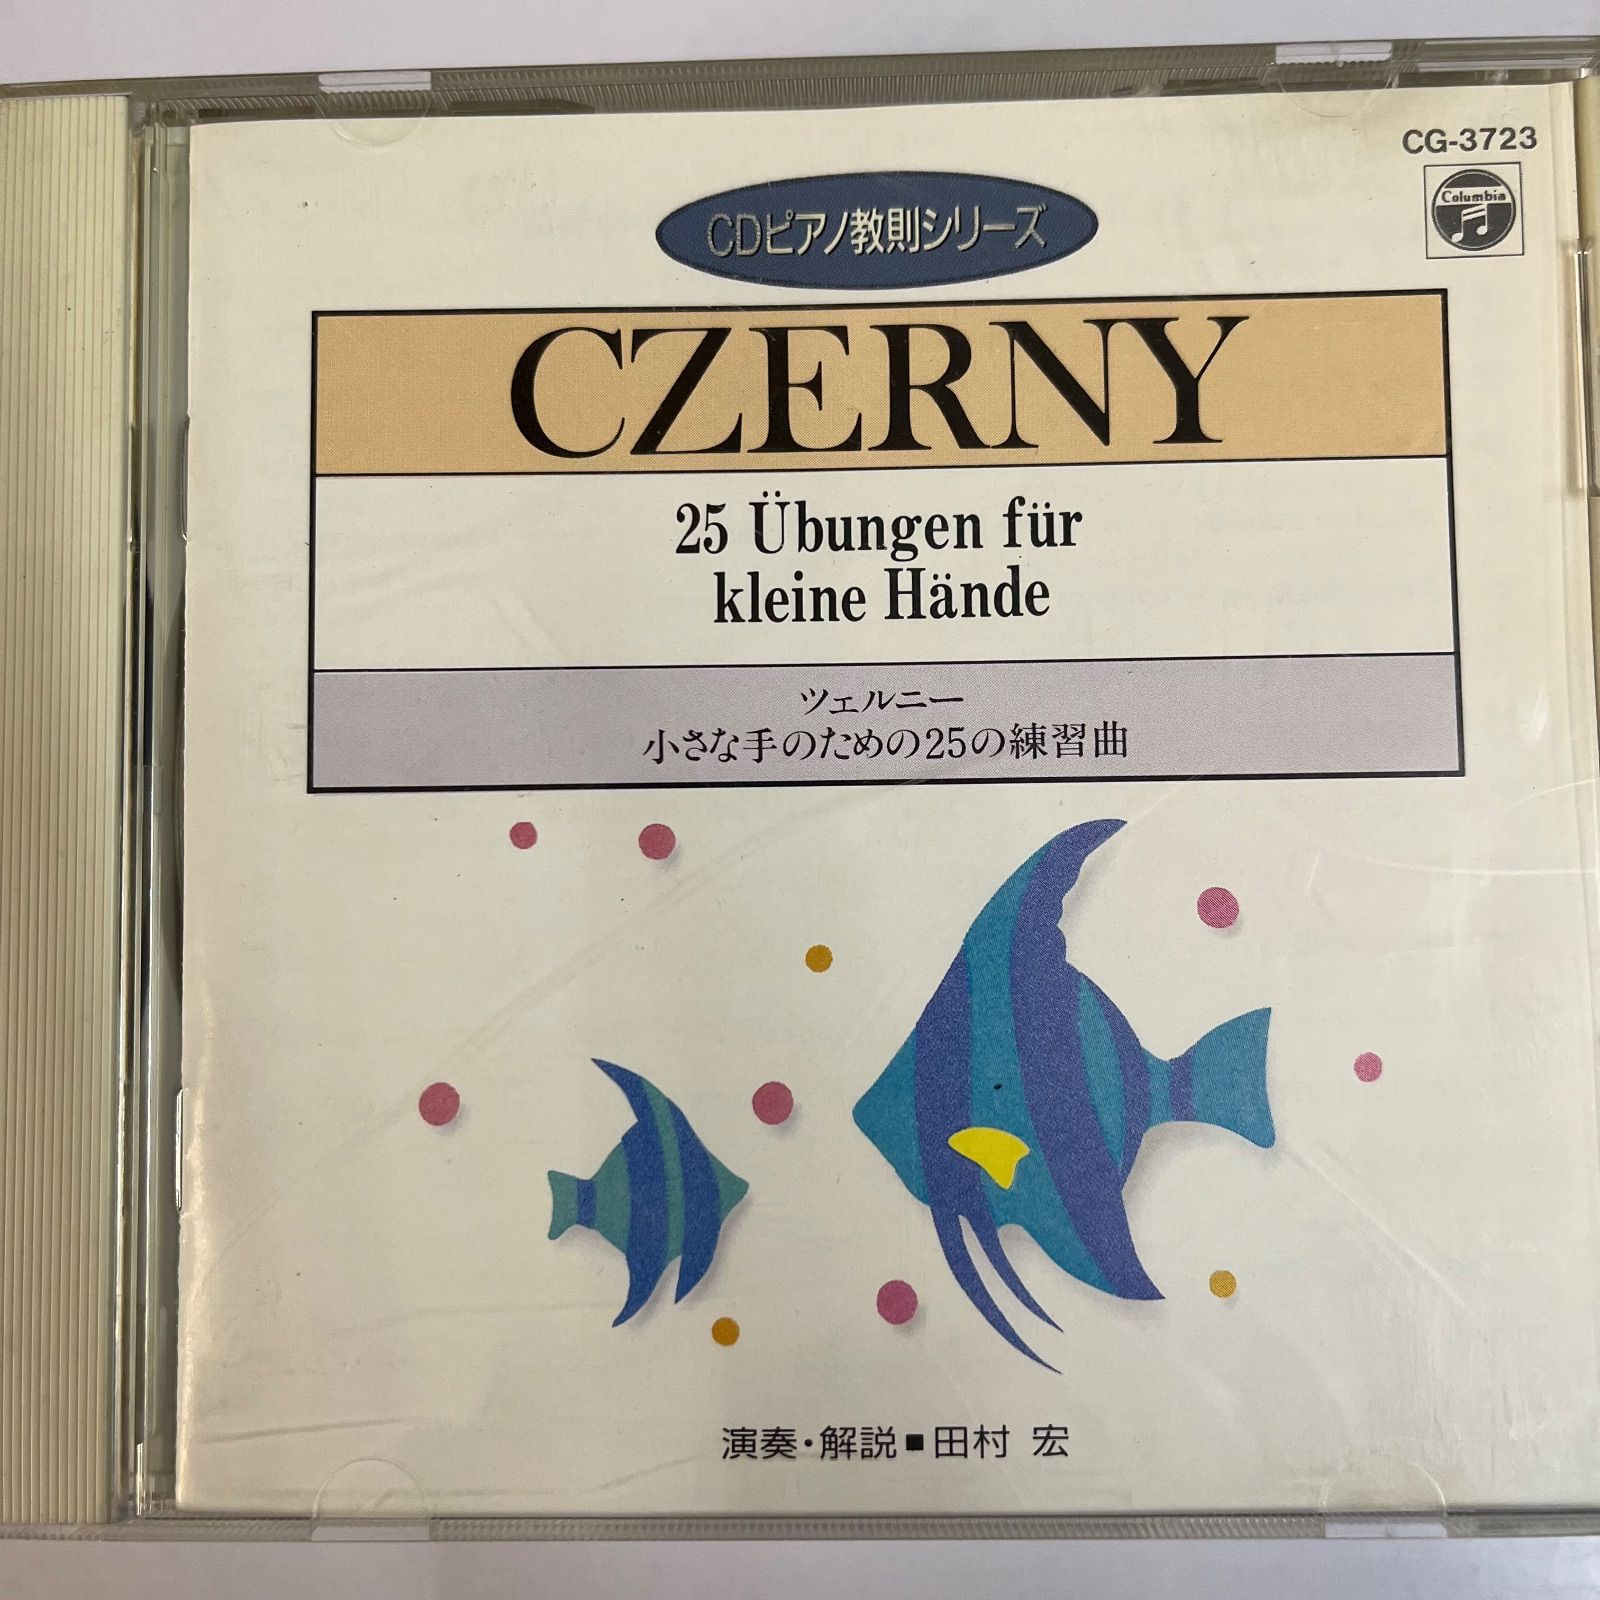 CG-3723
Columbia
CDピアノ教則シリーズ
CZERNY
25 Übungen für
kleine Hände
ツェルニー
小さな手のための25の練習曲
演奏・解説■田村 宏